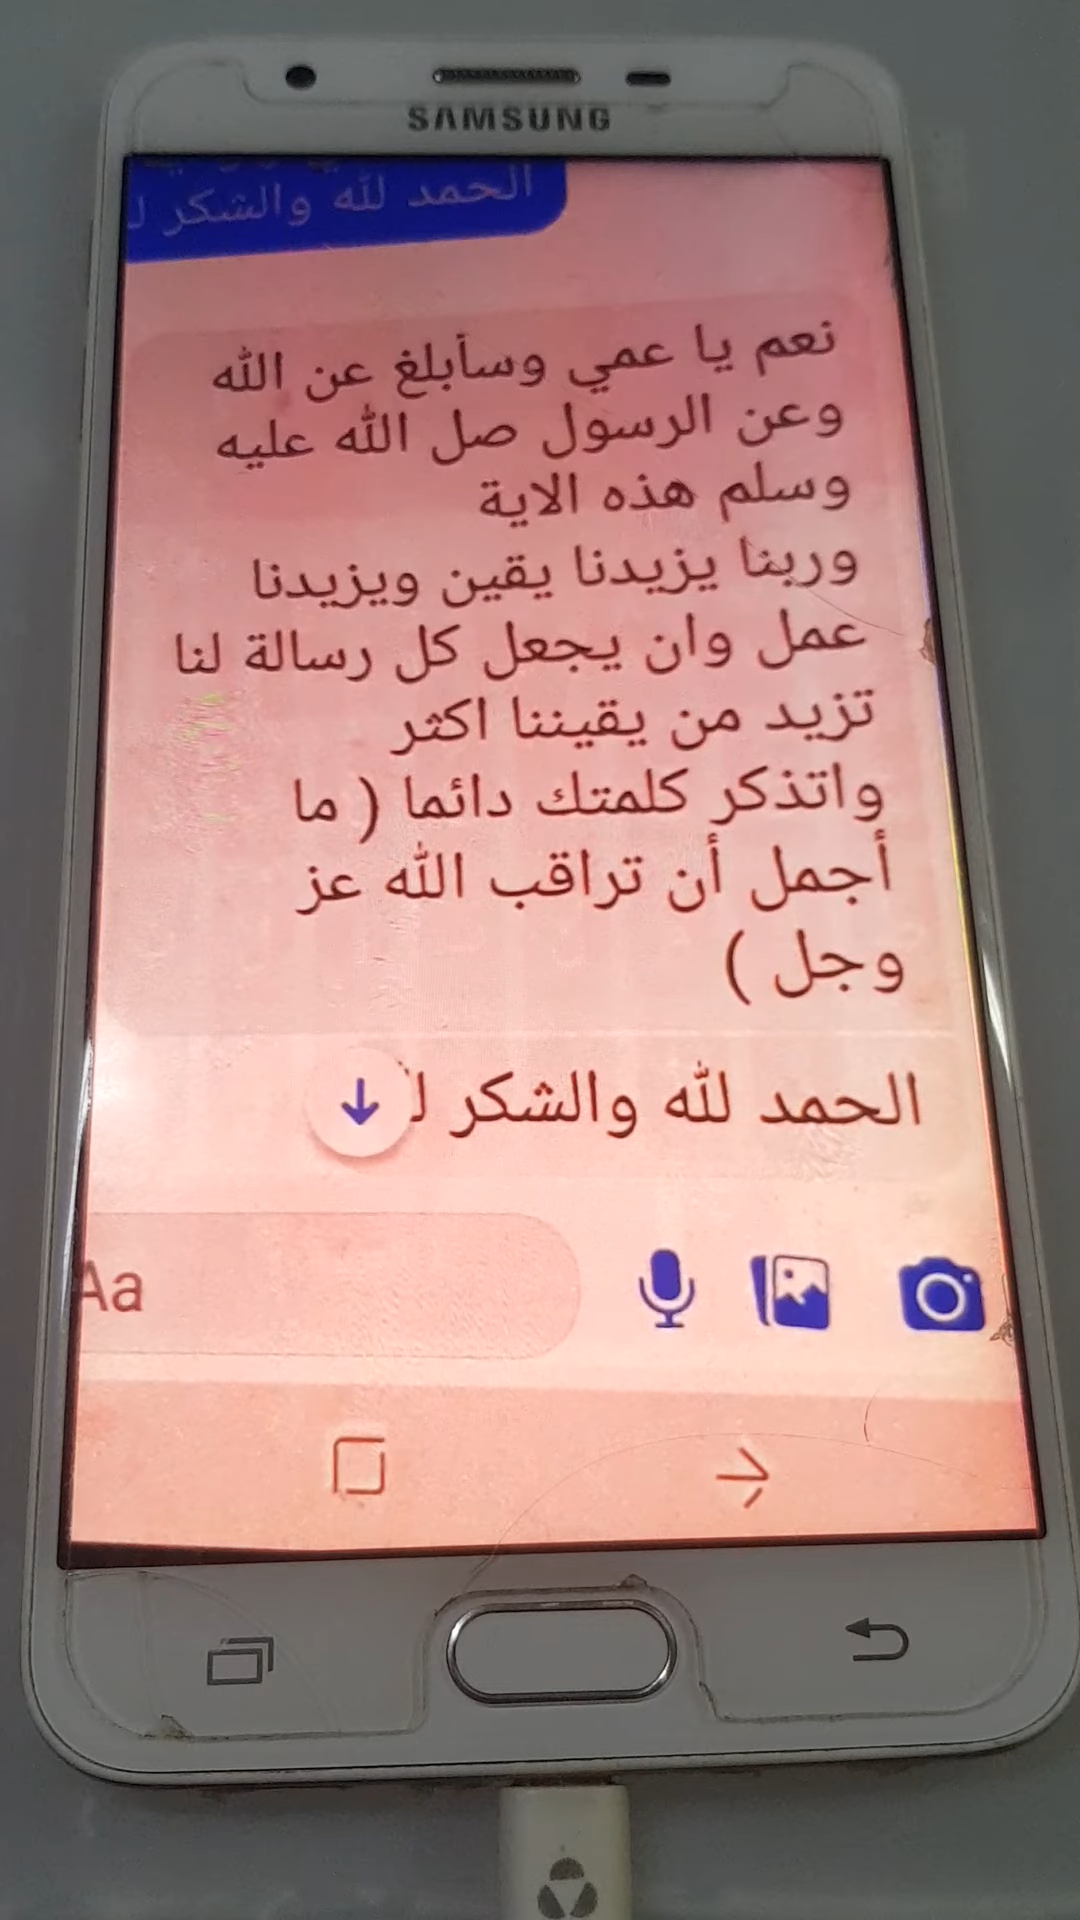 SAMSUNG
الحمد لله والشكر ل
نعم يا عمي وسأبلغ عن الله
وعن الرسول صل الله عليه
وسلم هذه الاية
وربنا يزيدنا يقين ويزيدنا
عمل وان يجعل كل رسالة لنا
تزيد من يقيننا اكثر
واتذكر كلمتك دائما ( ما
أجمل أن تراقب الله عز
وجل )
الحمد لله والشكر ل
Aa